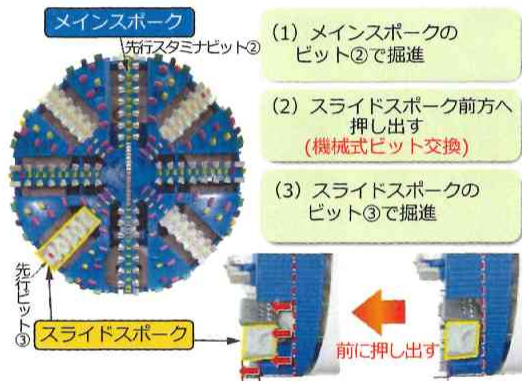 メインスポーク
先行スタミナビット②
(1)メインスポークの
ビット②で掘進
(2)スライドスポーク前方へ
押し出す
(機械式ビット交換)
(3)スライドスポークの
ビット③で掘進
先行ビット③
スライドスポーク
前に押し出す